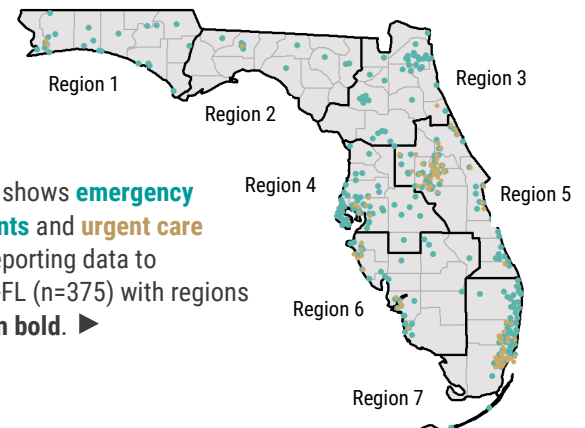 Region 1
Region 2
Region 3
Region 4
Region 5
Region 6
Region 7
shows emergency
nts and urgent care
eporting data to
FL (n=375) with regions
n bold. ▶